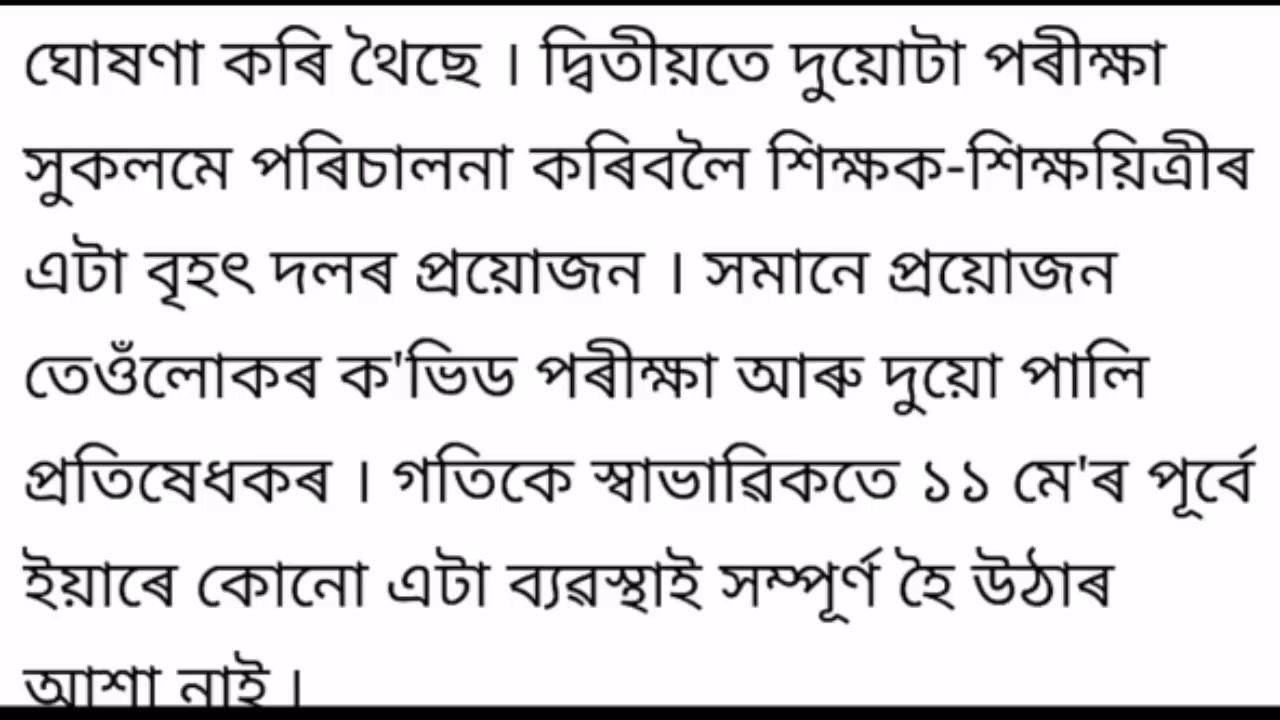 ঘোষণা কৰি থৈছে । দ্বিতীয়তে দুয়োটা পৰীক্ষা
সুকলমে পৰিচালনা কৰিবলৈ শিক্ষক-শিক্ষয়িত্ৰীৰ
এটা বৃহৎ দলৰ প্ৰয়োজন । সমানে প্ৰয়োজন
তেওঁলোকৰ ক'ভিড পৰীক্ষা আৰু দুয়ো পালি
প্ৰতিষেধকৰ । গতিকে স্বাভাৱিকতে ১১ মে'ৰ পূৰ্বে
ইয়াৰে কোনো এটা ব্যৱস্থাই সম্পূৰ্ণ হৈ উঠাৰ
আশা নাই ।